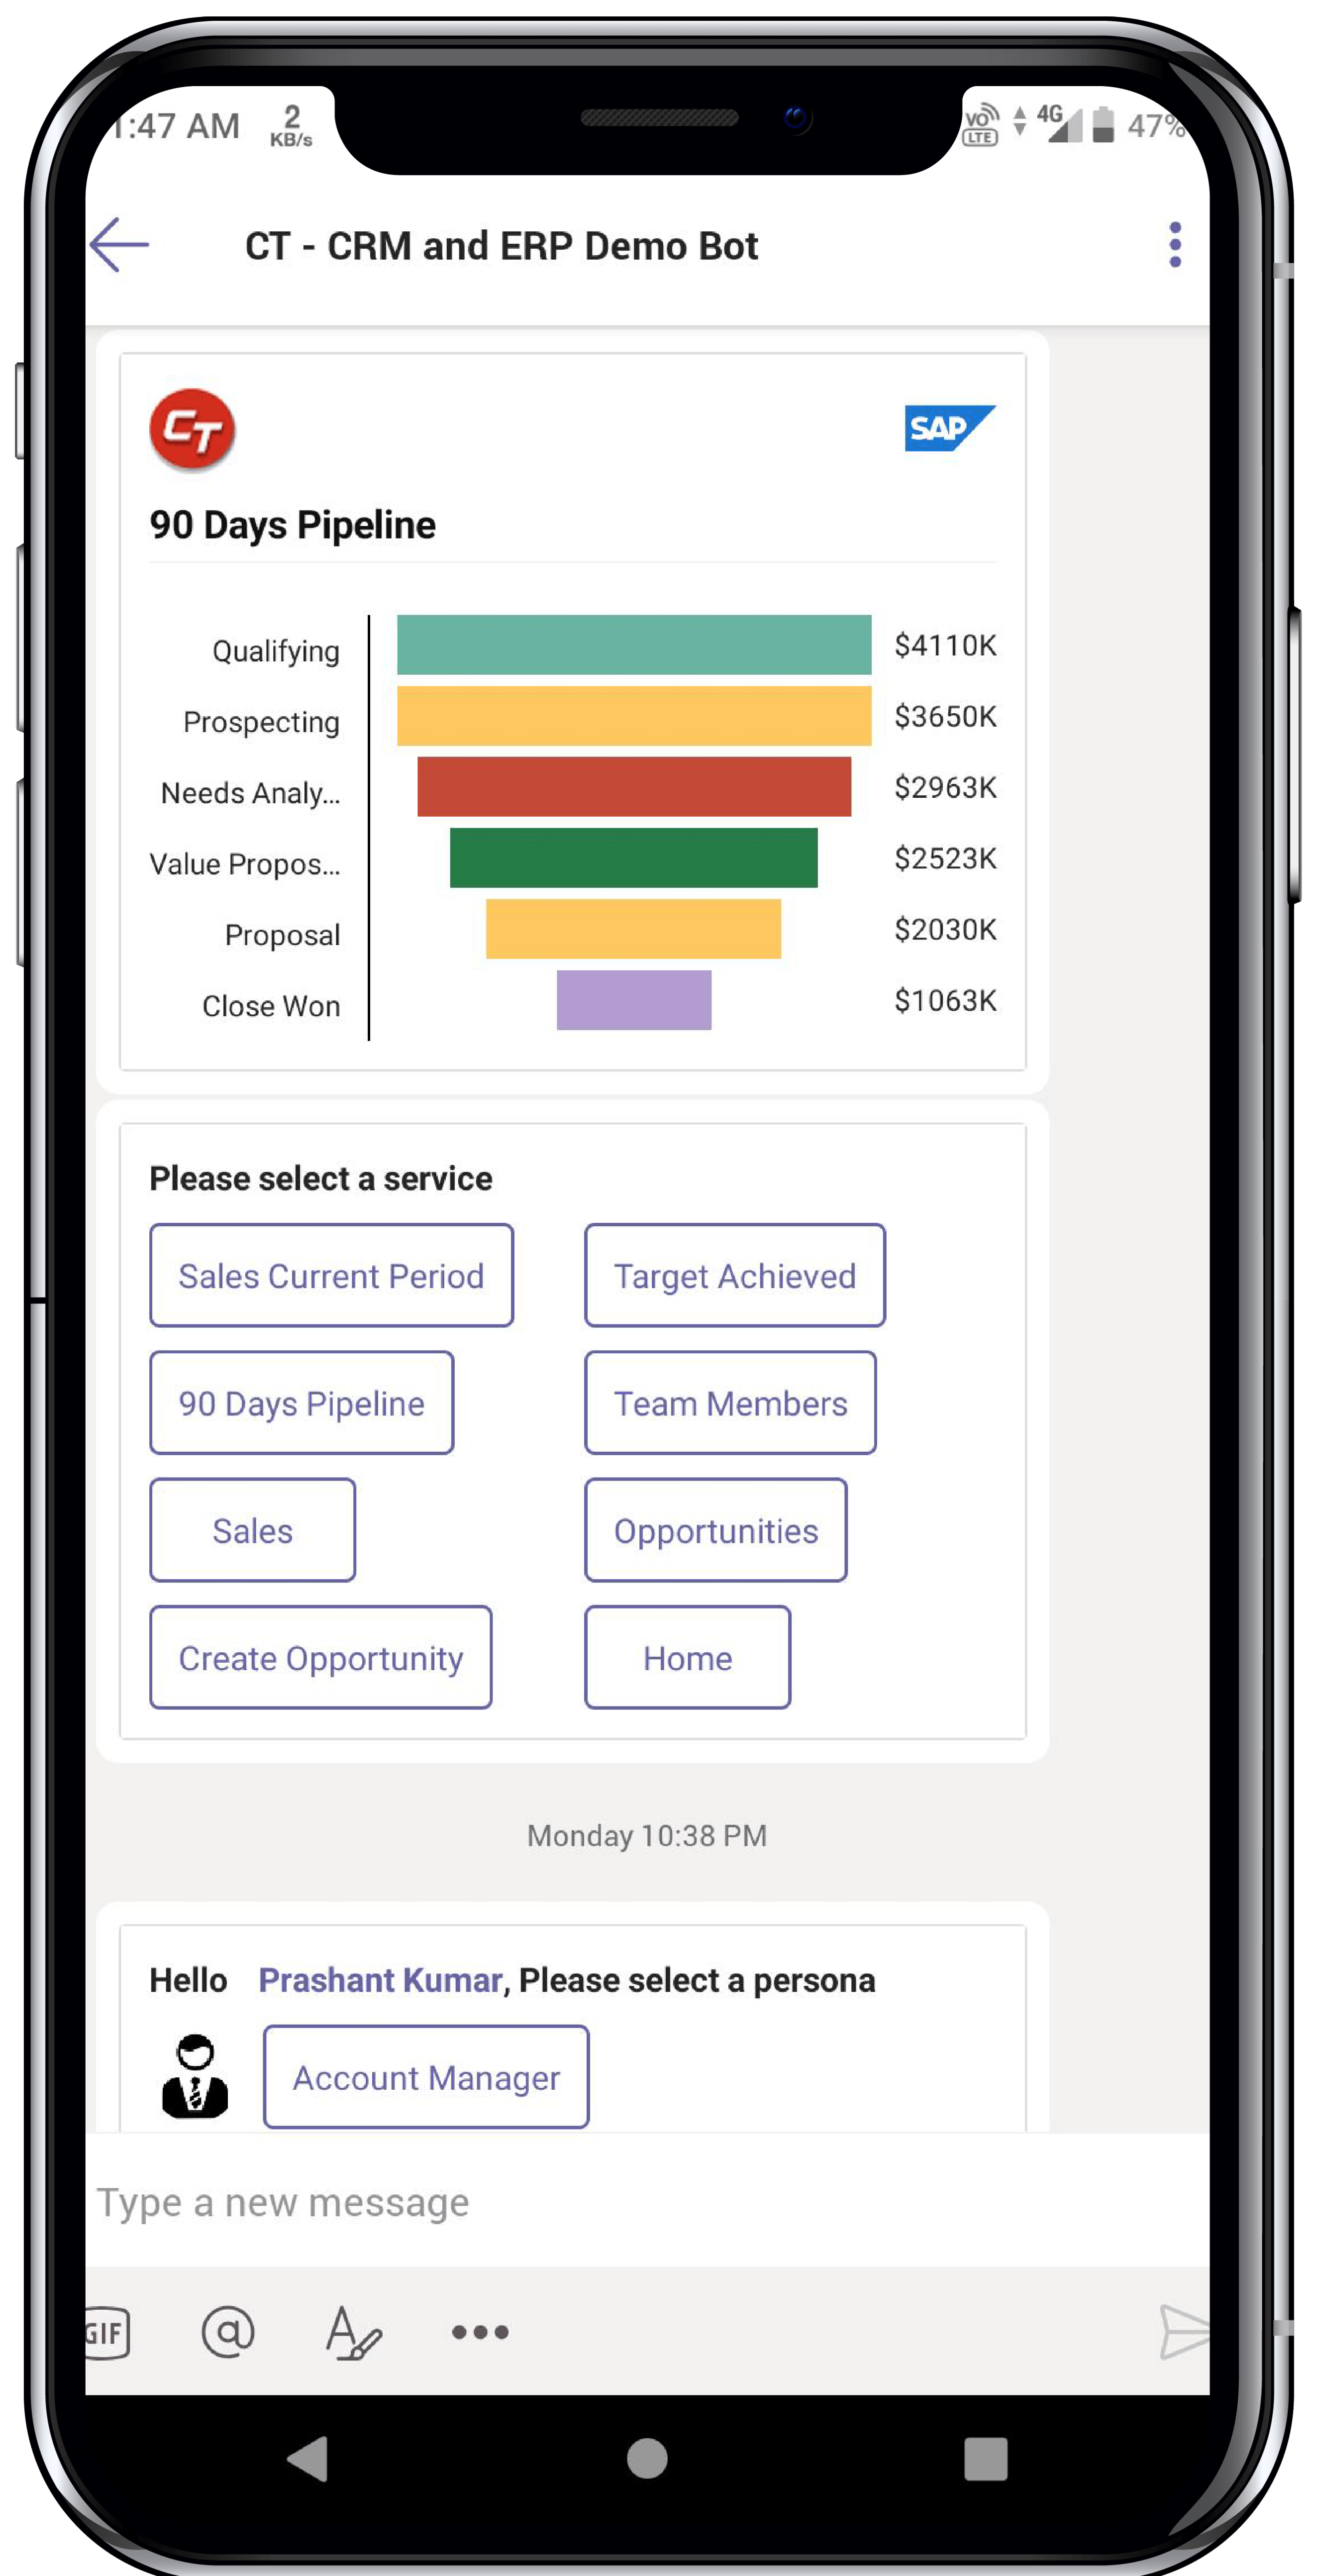 1:47 AM 2 KB/s VO LTE 4G 47%
CT - CRM and ERP Demo Bot
CT SAP
90 Days Pipeline
Qualifying $4110K
Prospecting $3650K
Needs Analy... $2963K
Value Propos... $2523K
Proposal $2030K
Close Won $1063K
Please select a service
Sales Current Period Target Achieved
90 Days Pipeline Team Members
Sales Opportunities
Create Opportunity Home
Monday 10:38 PM
Hello Prashant Kumar, Please select a persona
Account Manager
Type a new message
GIF @ A